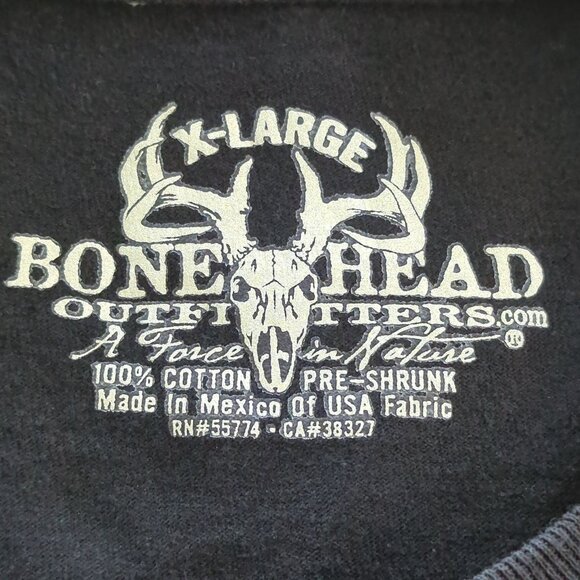 X-LARGE
BONE HEAD
OUTFITTERS.com
A Force in Nature ®
100% COTTON PRE-SHRUNK
Made In Mexico Of USA Fabric
RN#55774 - CA#38327